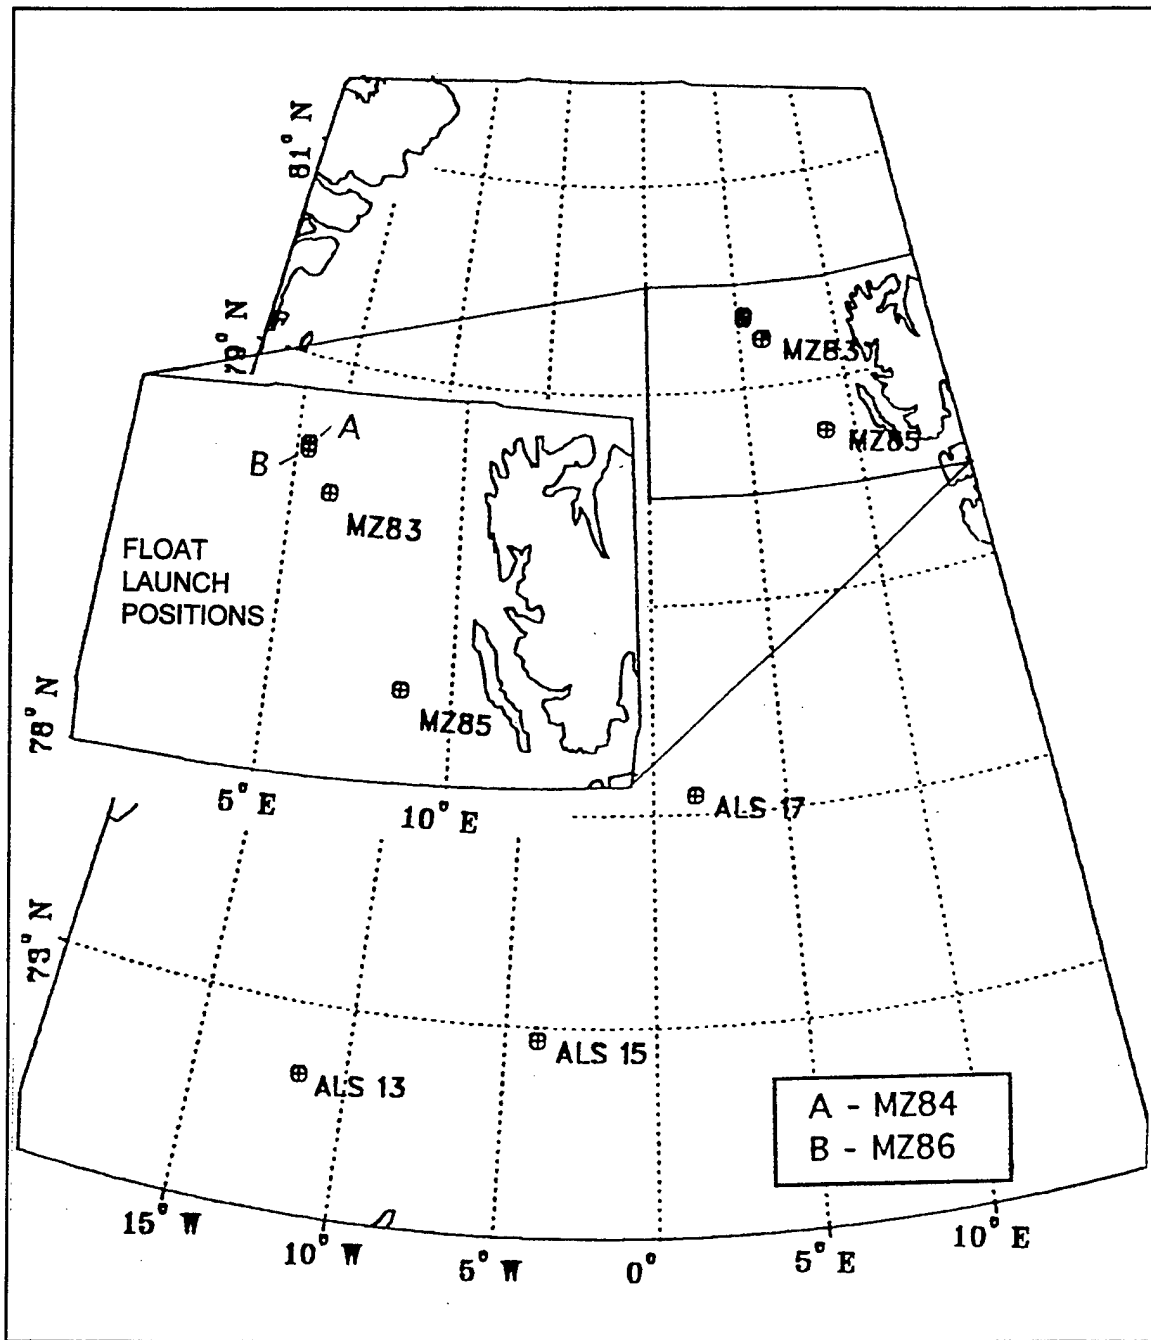 81° N
79° N
MZ83
MZ85
A
B
MZ83
FLOAT
LAUNCH
POSITIONS
MZ85
78° N
5° E
10° E
ALS 17
73° N
ALS 15
ALS 13
A - MZ84
B - MZ86
15° W
10° W
5° W
0°
5° E
10° E